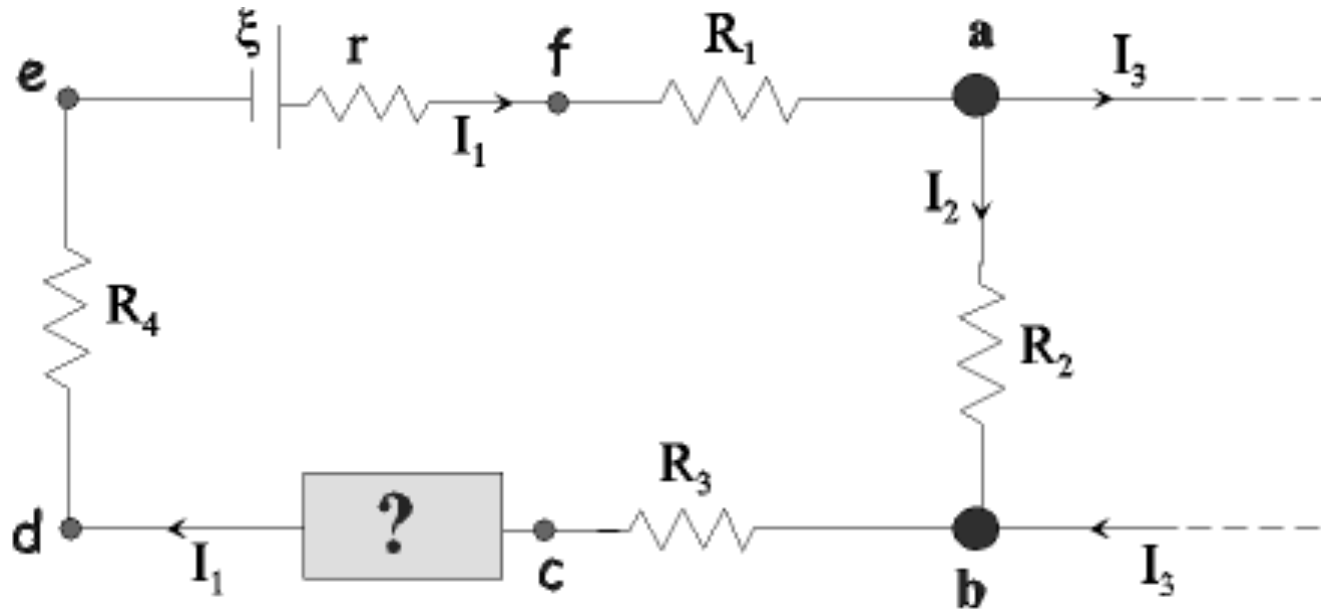 ξ r f R₁ a I₃
e
I₁
I₂
R₄ R₂
R₃
d ? c b
I₁ I₃